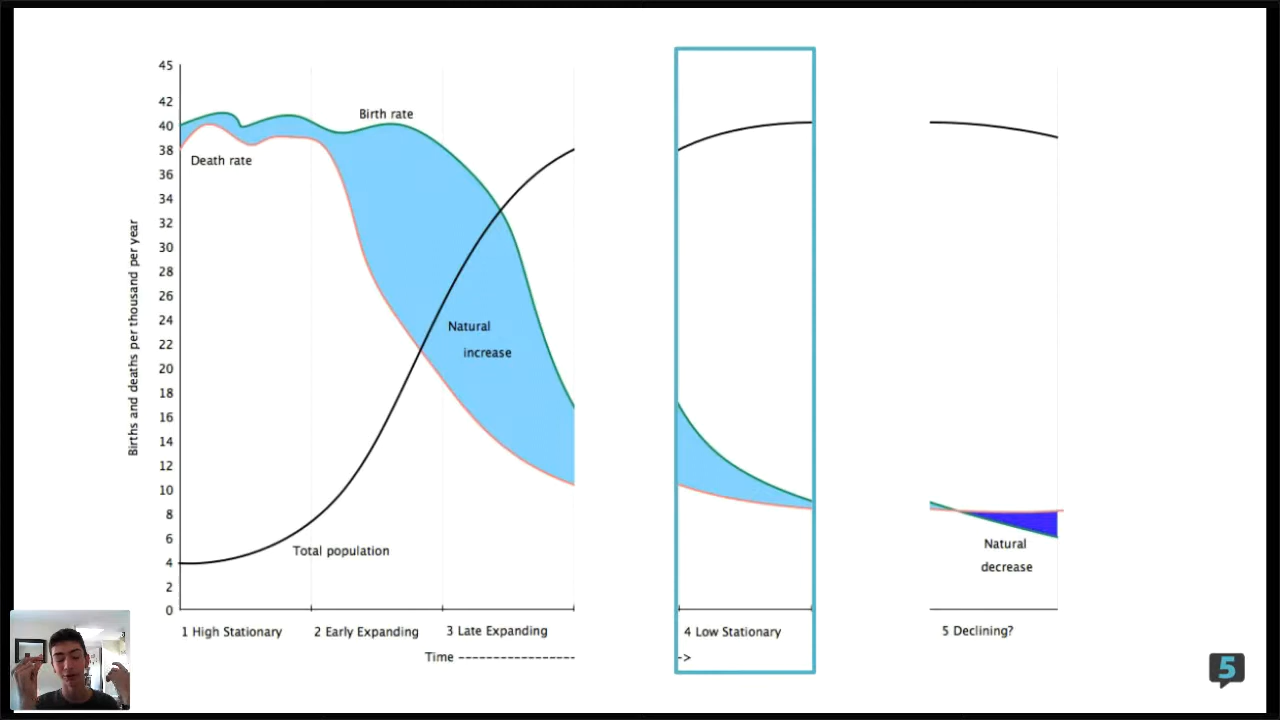 45
42
40
38
36
34
32
30
28
26
24
22
20
18
16
14
12
10
8
6
4
2
0
Births and deaths per thousand per year
Birth rate
Death rate
Natural
increase
Total population
Natural
decrease
1 High Stationary
2 Early Expanding
3 Late Expanding
4 Low Stationary
5 Declining?
Time ------------------
->
5